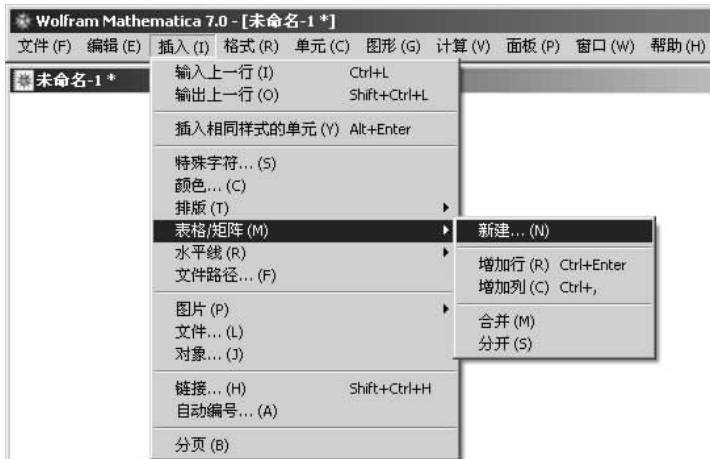 Wolfram Mathematica 7.0 - [未命名-1 *]
文件(F) 编辑(E) 插入(I) 格式(R) 单元(C) 图形(G) 计算(V) 面板(P) 窗口(W) 帮助(H)
未命名-1 *
输入上一行(I) Ctrl+L
输出上一行(O) Shift+Ctrl+L
插入相同样式的单元(Y) Alt+Enter
特殊字符...(S)
颜色...(C)
排版(T)
表格/矩阵(M)
水平线(R)
文件路径...(F)
图片(P)
文件...(L)
对象...(J)
链接...(H) Shift+Ctrl+H
自动编号...(A)
分页(B)
新建...(N)
增加行(R) Ctrl+Enter
增加列(C) Ctrl+,
合并(M)
分开(S)